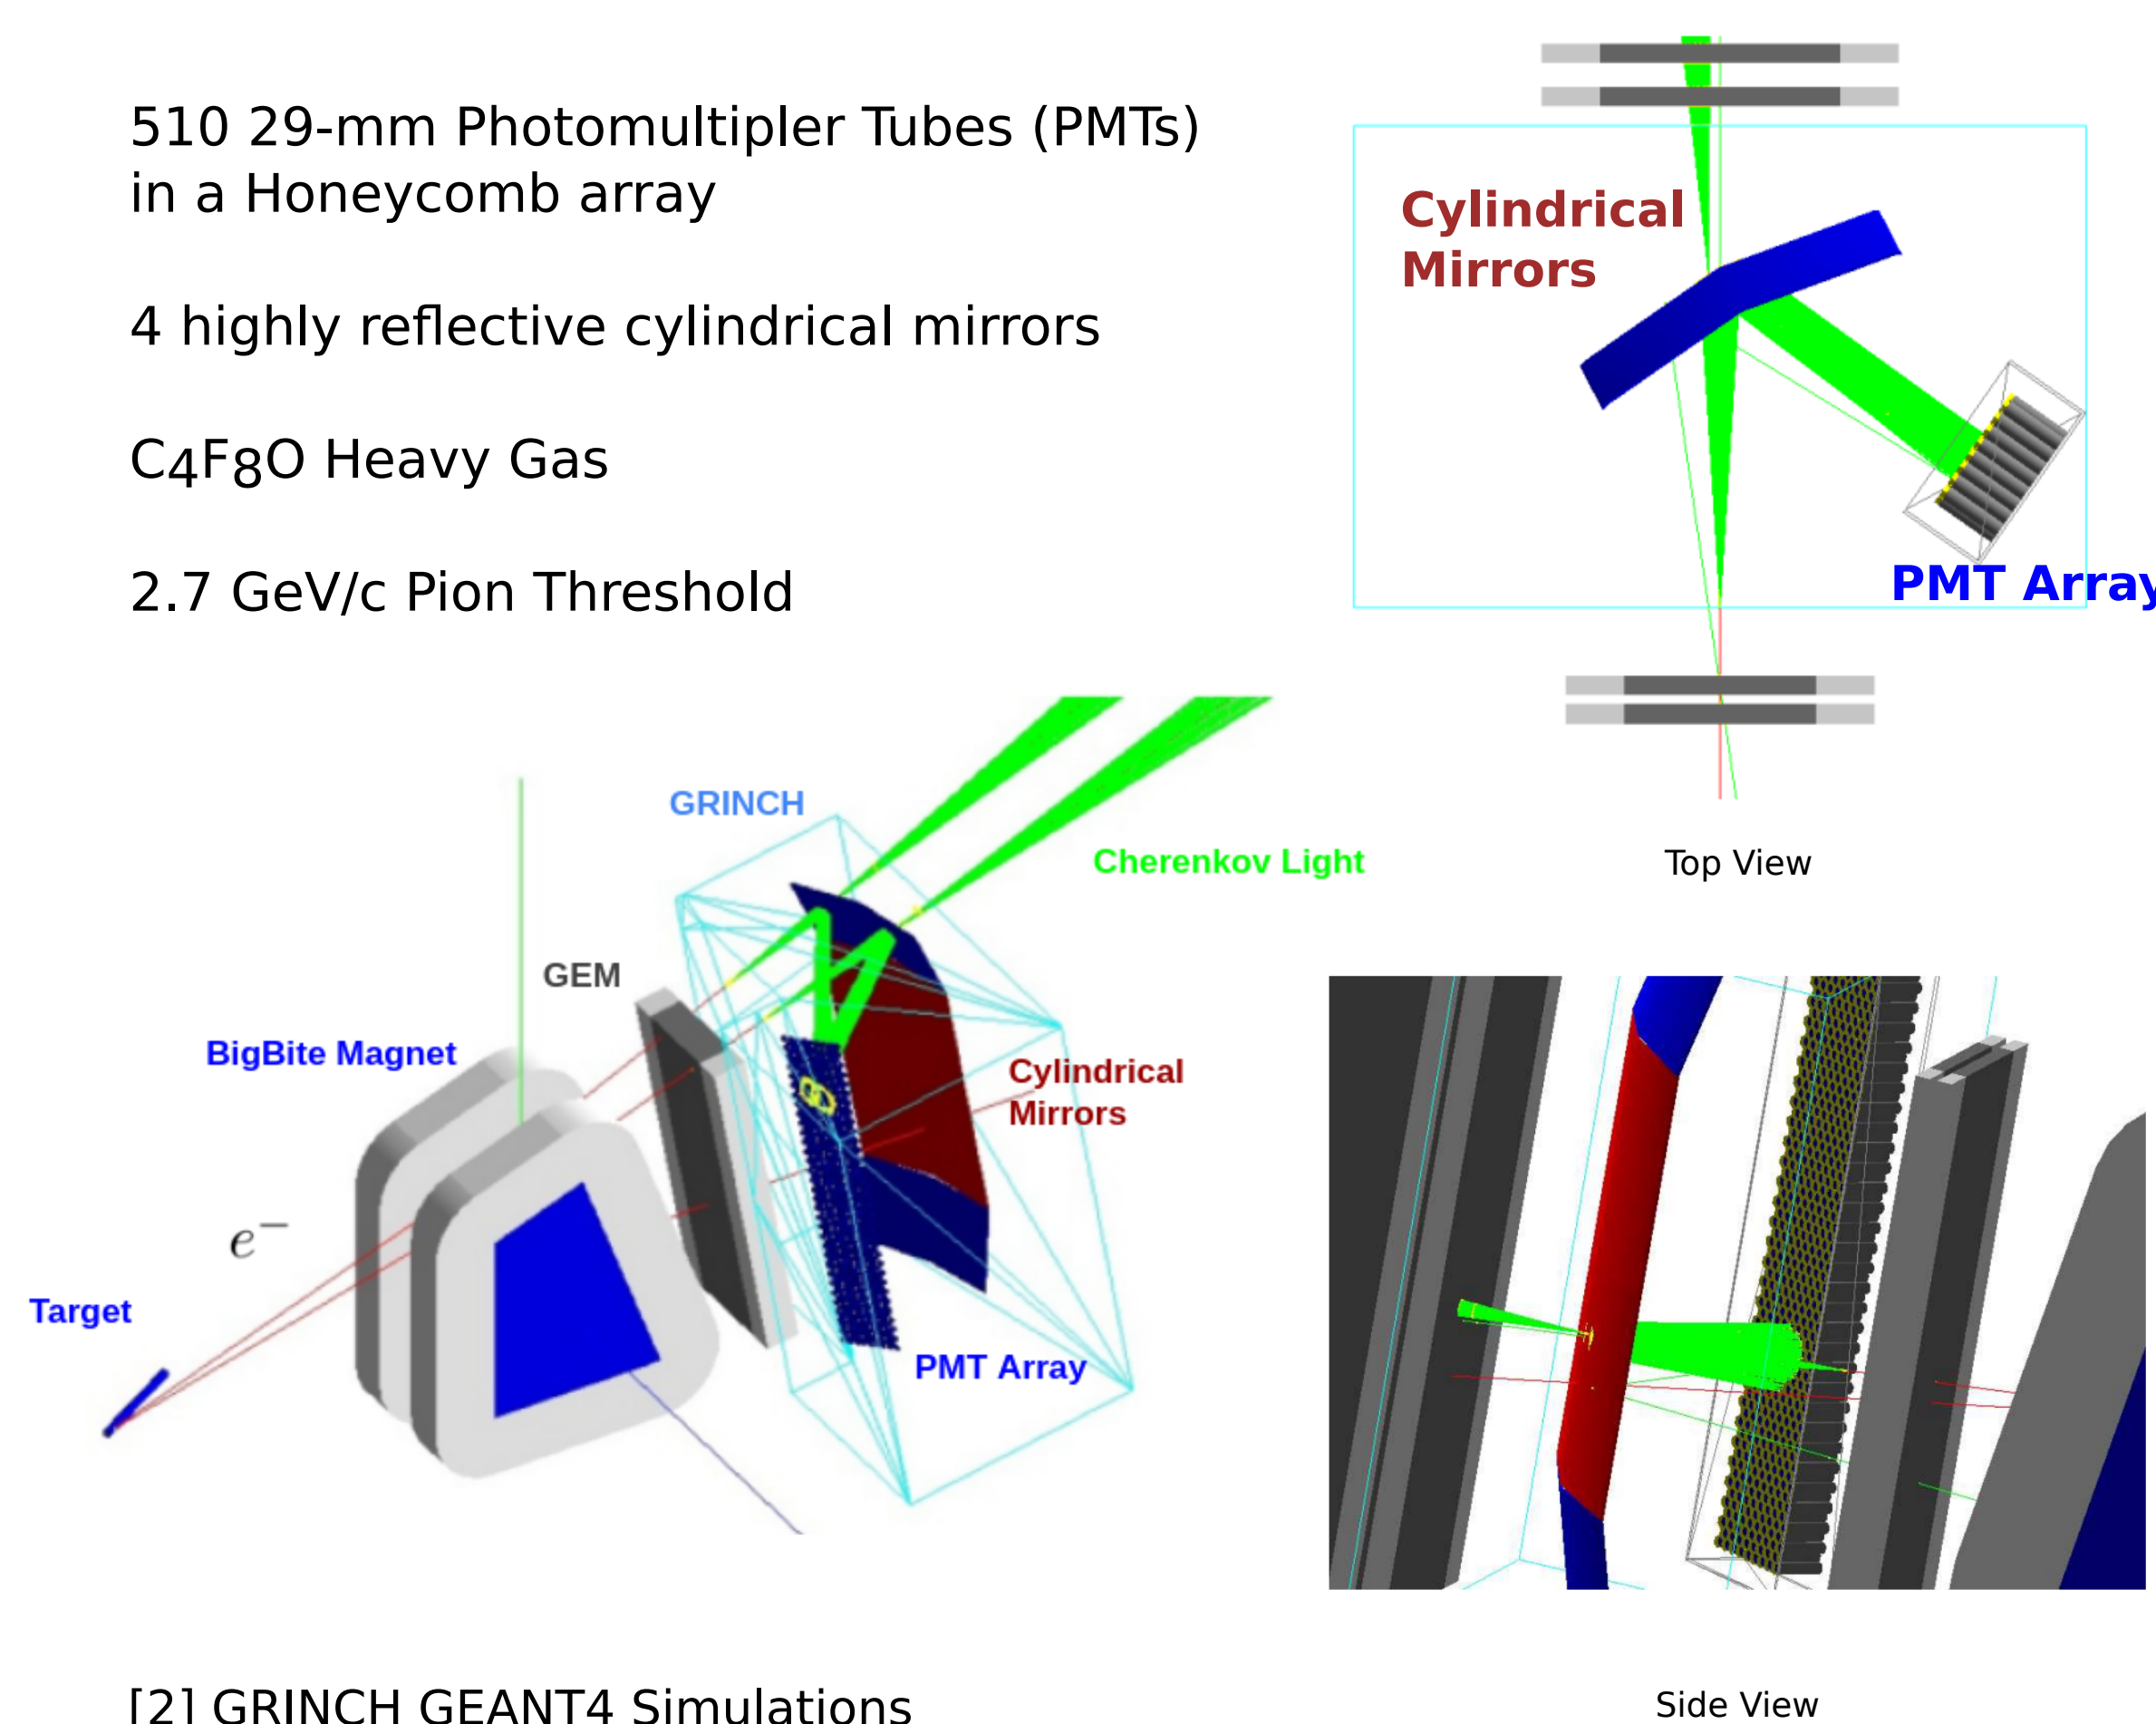 510 29-mm Photomultipler Tubes (PMTs)
in a Honeycomb array
4 highly reflective cylindrical mirrors
C4F8O Heavy Gas
2.7 GeV/c Pion Threshold
Cylindrical
Mirrors
PMT Array
Top View
GRINCH
Cherenkov Light
GEM
BigBite Magnet
Cylindrical
Mirrors
e−
Target
PMT Array
Side View
[2] GRINCH GEANT4 Simulations